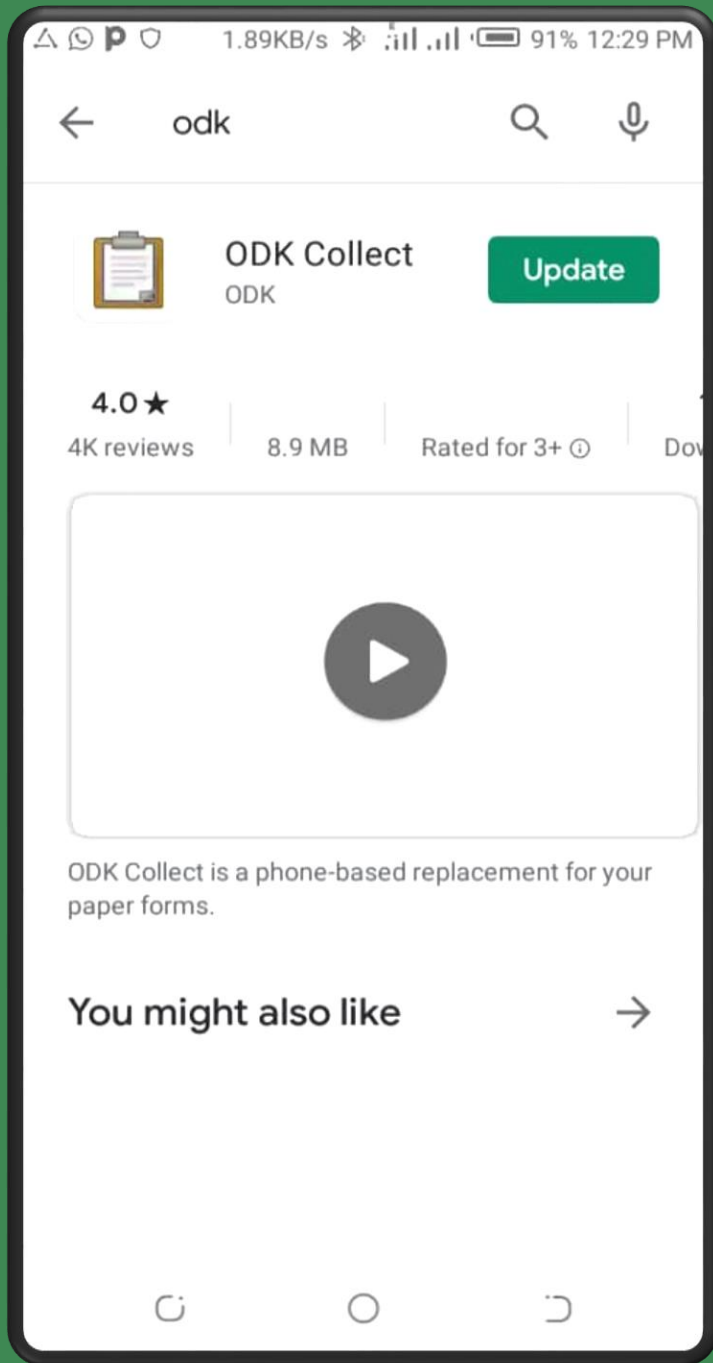 1.89KB/s 91% 12:29 PM
odk
ODK Collect
Update
ODK
4.0★
4K reviews
8.9 MB
Rated for 3+
ODK Collect is a phone-based replacement for your
paper forms.
You might also like